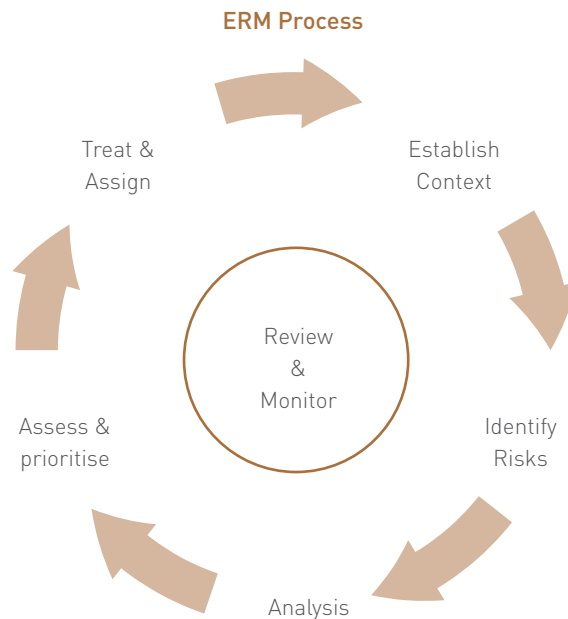 ERM Process
Treat &
Assign
Establish
Context
Review
&
Monitor
Assess &
prioritise
Identify
Risks
Analysis